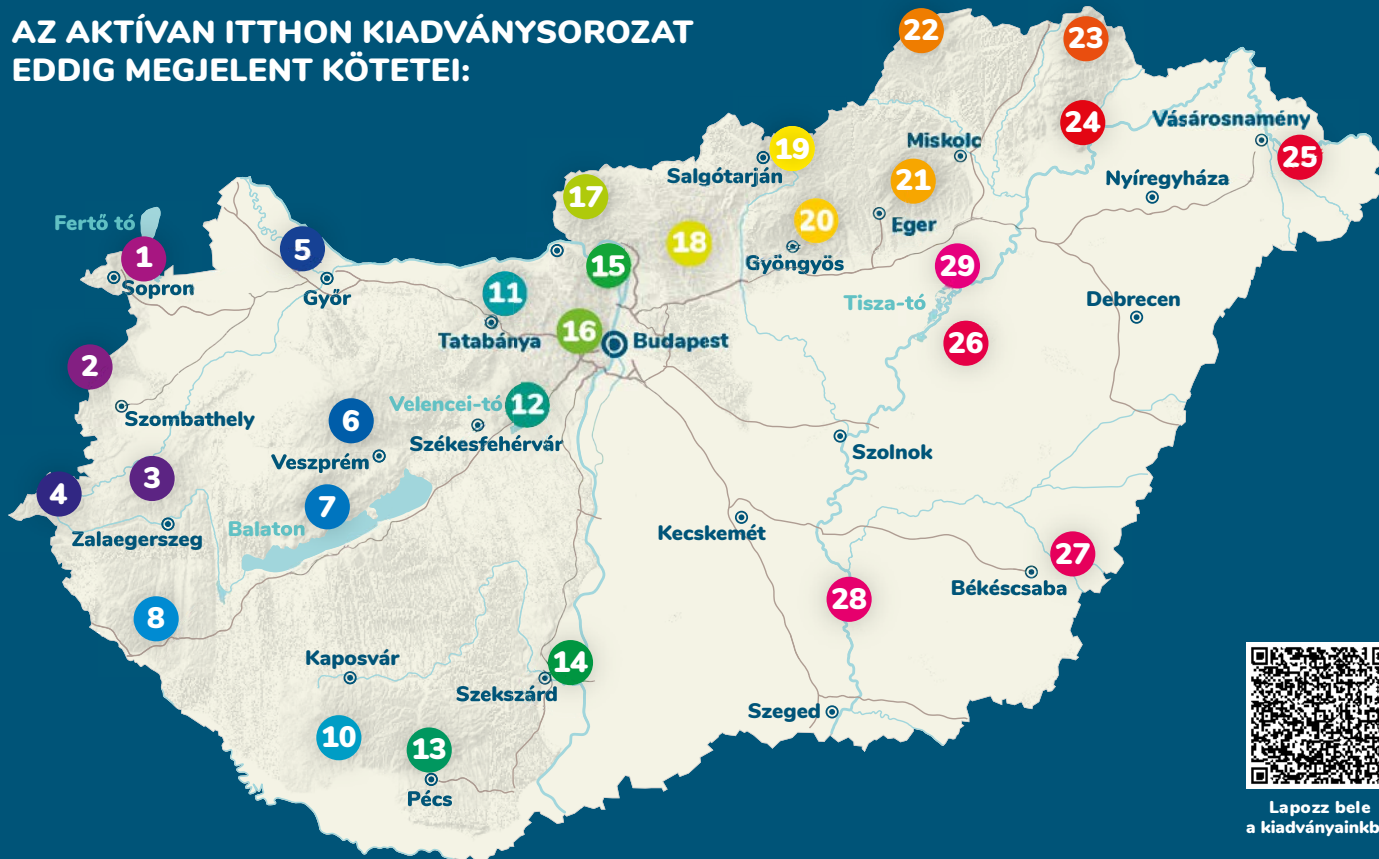 AZ AKTÍVAN ITTHON KIADVÁNYSOROZAT
EDDIG MEGJELENT KÖTETEI:
22
23
24
Vásárosnamény
25
19
Salgótarján
Miskolc
21
Nyíregyháza
17
Fertő tó
1
Sopron
5
Győr
18
20
Gyöngyös
Eger
15
11
Tatabánya
16
Budapest
29
Tisza-tó
Debrecen
26
2
Szombathely
6
Veszprém
Velencei-tó
12
Székesfehérvár
Szolnok
4
3
Zalaegerszeg
7
Balaton
Kecskemét
27
Békéscsaba
28
8
Kaposvár
14
Szekszárd
Szeged
10
13
Pécs
Lapozz bele
a kiadványainkb